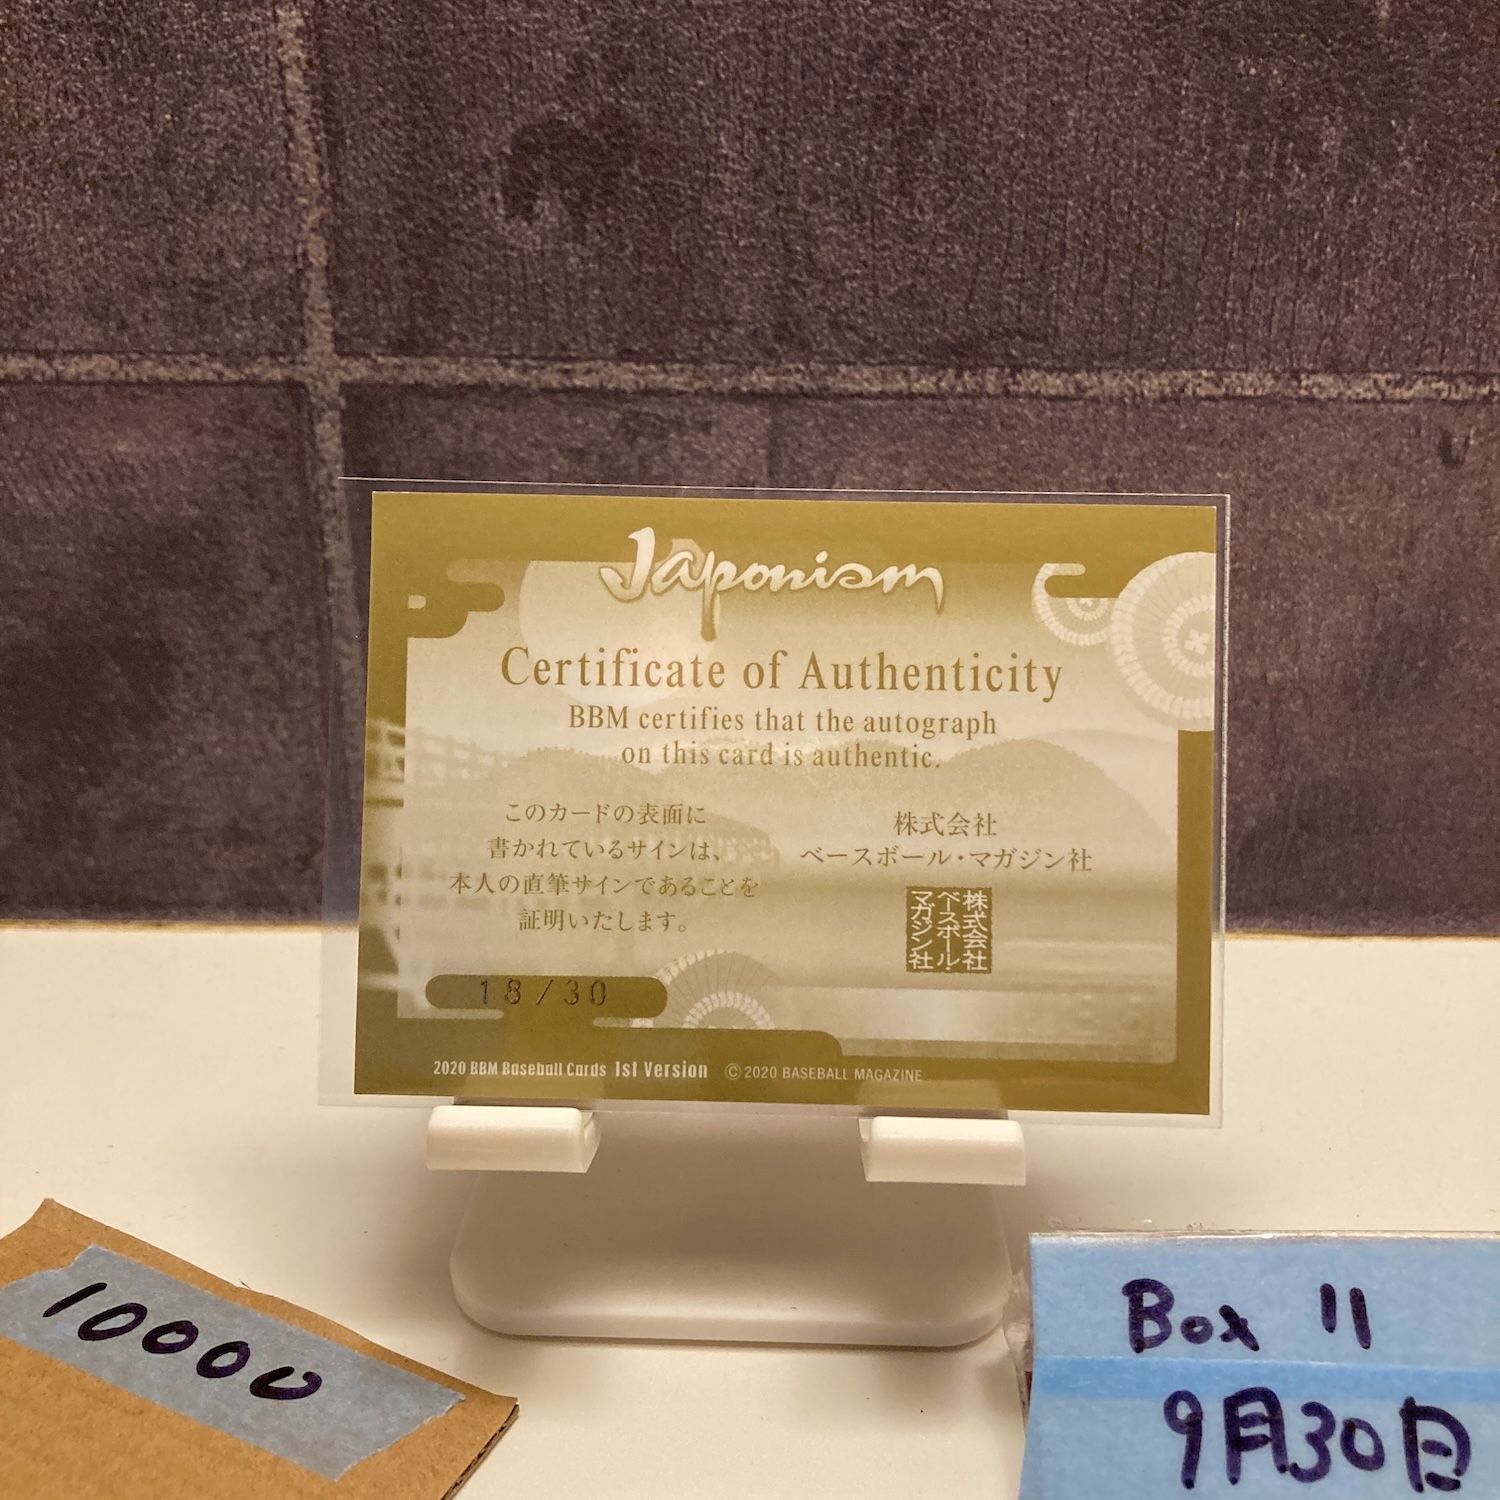 Japonism
Certificate of Authenticity
BBM certifies that the autograph
on this card is authentic.
このカードの表面に
書かれているサインは、
本人の直筆サインであることを
証明いたします。
株式会社
ベースボール・マガジン社
株式会社
ベースボール・
マガジン社
18/30
2020 BBM Baseball Cards 1st Version ©2020 BASEBALL MAGAZINE
10000
Box 11
9月30日